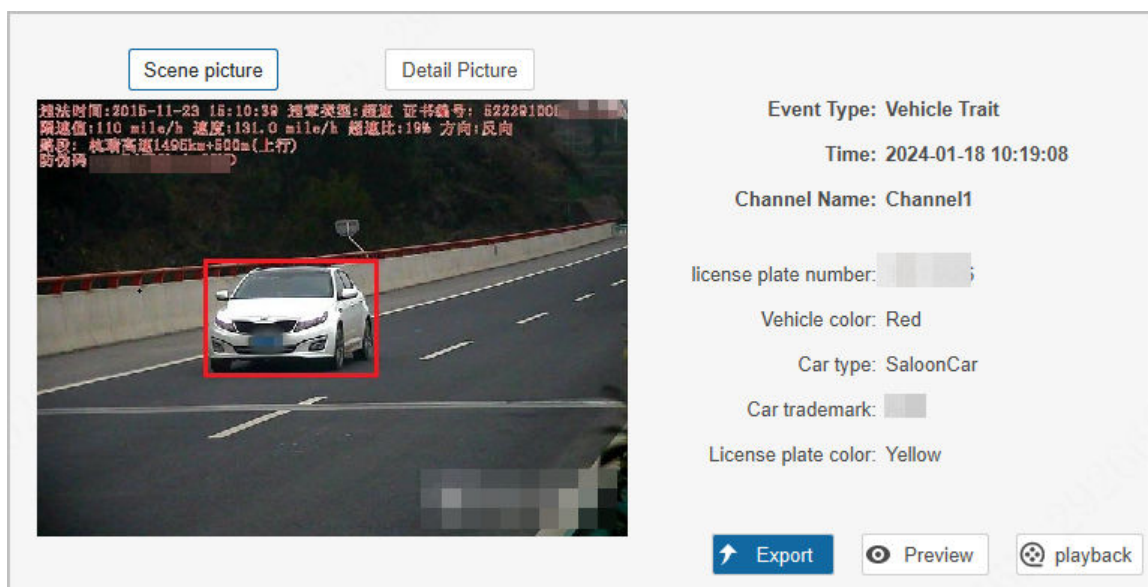 Scene picture
Detail Picture
违法时间:2015-11-23 15:10:39 违章类型:超速 证书编号: 52229100
限速值:110 mile/h 速度:131.0 mile/h 超速比:19% 方向:反向
路段: 杭瑞高速1495km+500m(上行)
防伪码
Event Type: Vehicle Trait
Time: 2024-01-18 10:19:08
Channel Name: Channel1
license plate number:
Vehicle color: Red
Car type: SaloonCar
Car trademark:
License plate color: Yellow
Export
Preview
playback